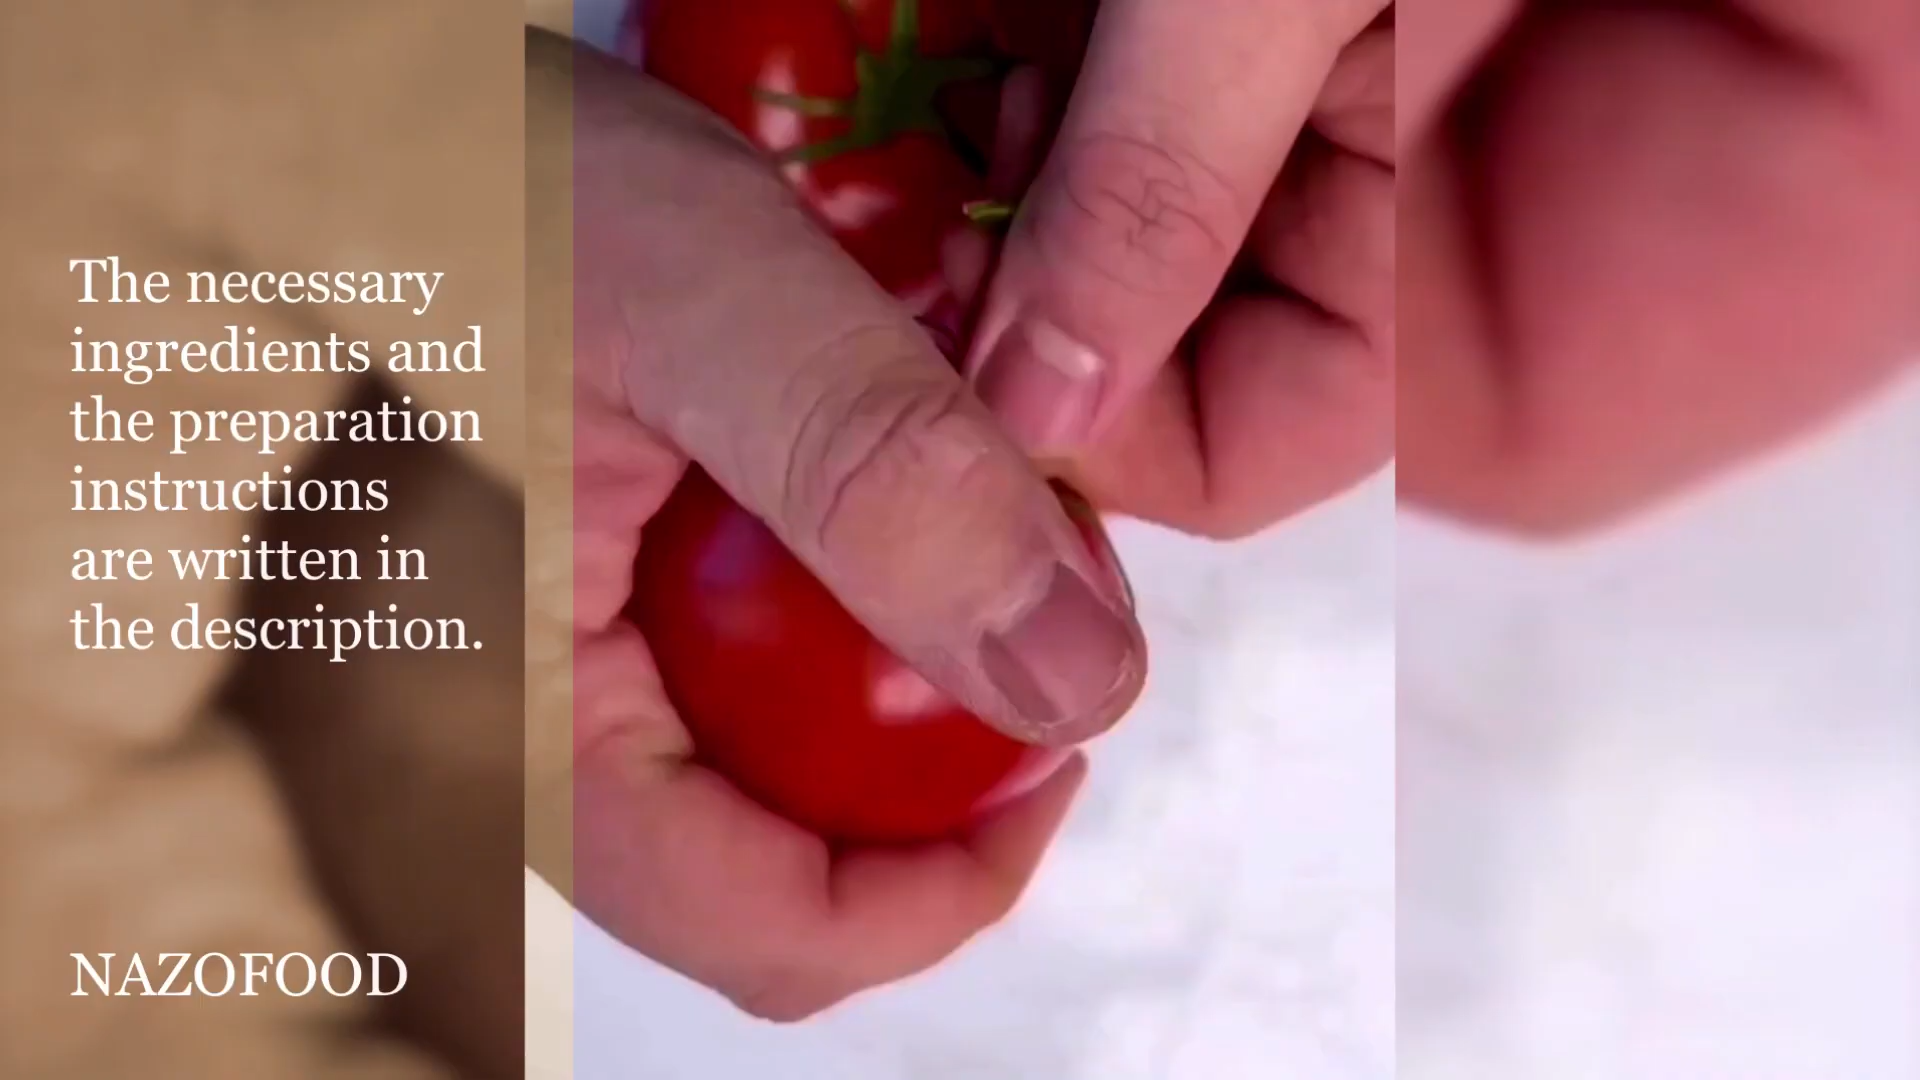 The necessary
ingredients and
the preparation
instructions
are written in
the description.
NAZOFOOD